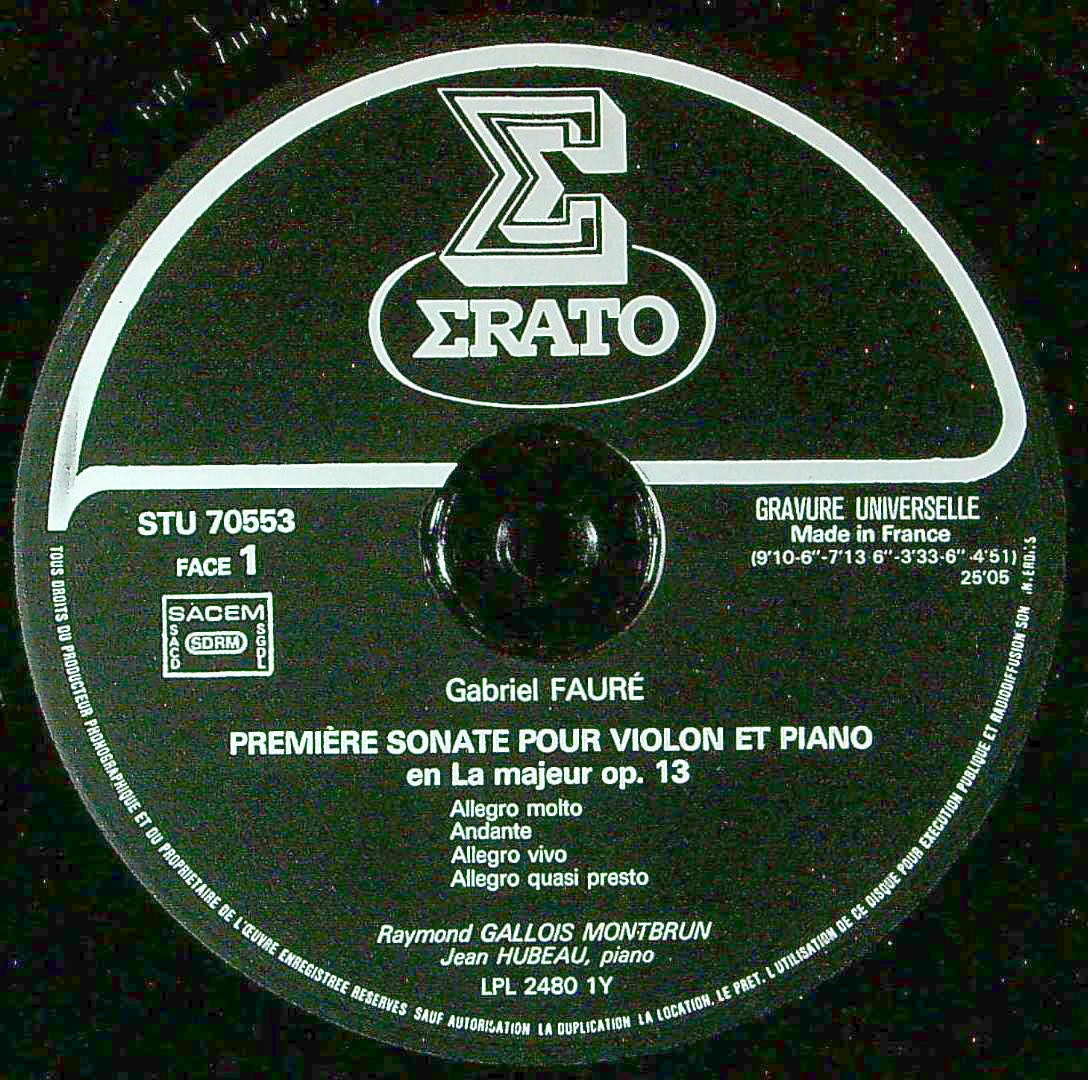 Σ
ΣRATO
STU 70553
FACE 1
SACEM
SACD
SDRM
SGDL
GRAVURE UNIVERSELLE
Made in France
(9'10-6"-7'13 6"-3'33-6" -4'51)
25'05
Gabriel FAURÉ
PREMIÈRE SONATE POUR VIOLON ET PIANO
en La majeur op. 13
Allegro molto
Andante
Allegro vivo
Allegro quasi presto
Raymond GALLOIS MONTBRUN
Jean HUBEAU, piano
LPL 2480 1Y
TOUS DROITS DU PRODUCTEUR PHONOGRAPHIQUE ET DU PROPRIETAIRE DE L'ŒUVRE ENREGISTREE RESERVES SAUF AUTORISATION LA DUPLICATION LA LOCATION, LE PRET, L UTILISATION DE CE DISQUE POUR EXECUTION PUBLIQUE ET RADIODIFFUSION SON